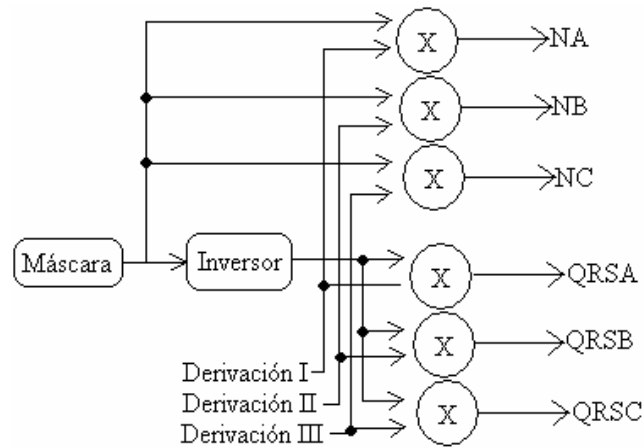 X
NA
X
NB
X
NC
Máscara
Inversor
X
QRSA
X
QRSB
Derivación I
Derivación II
X
QRSC
Derivación III